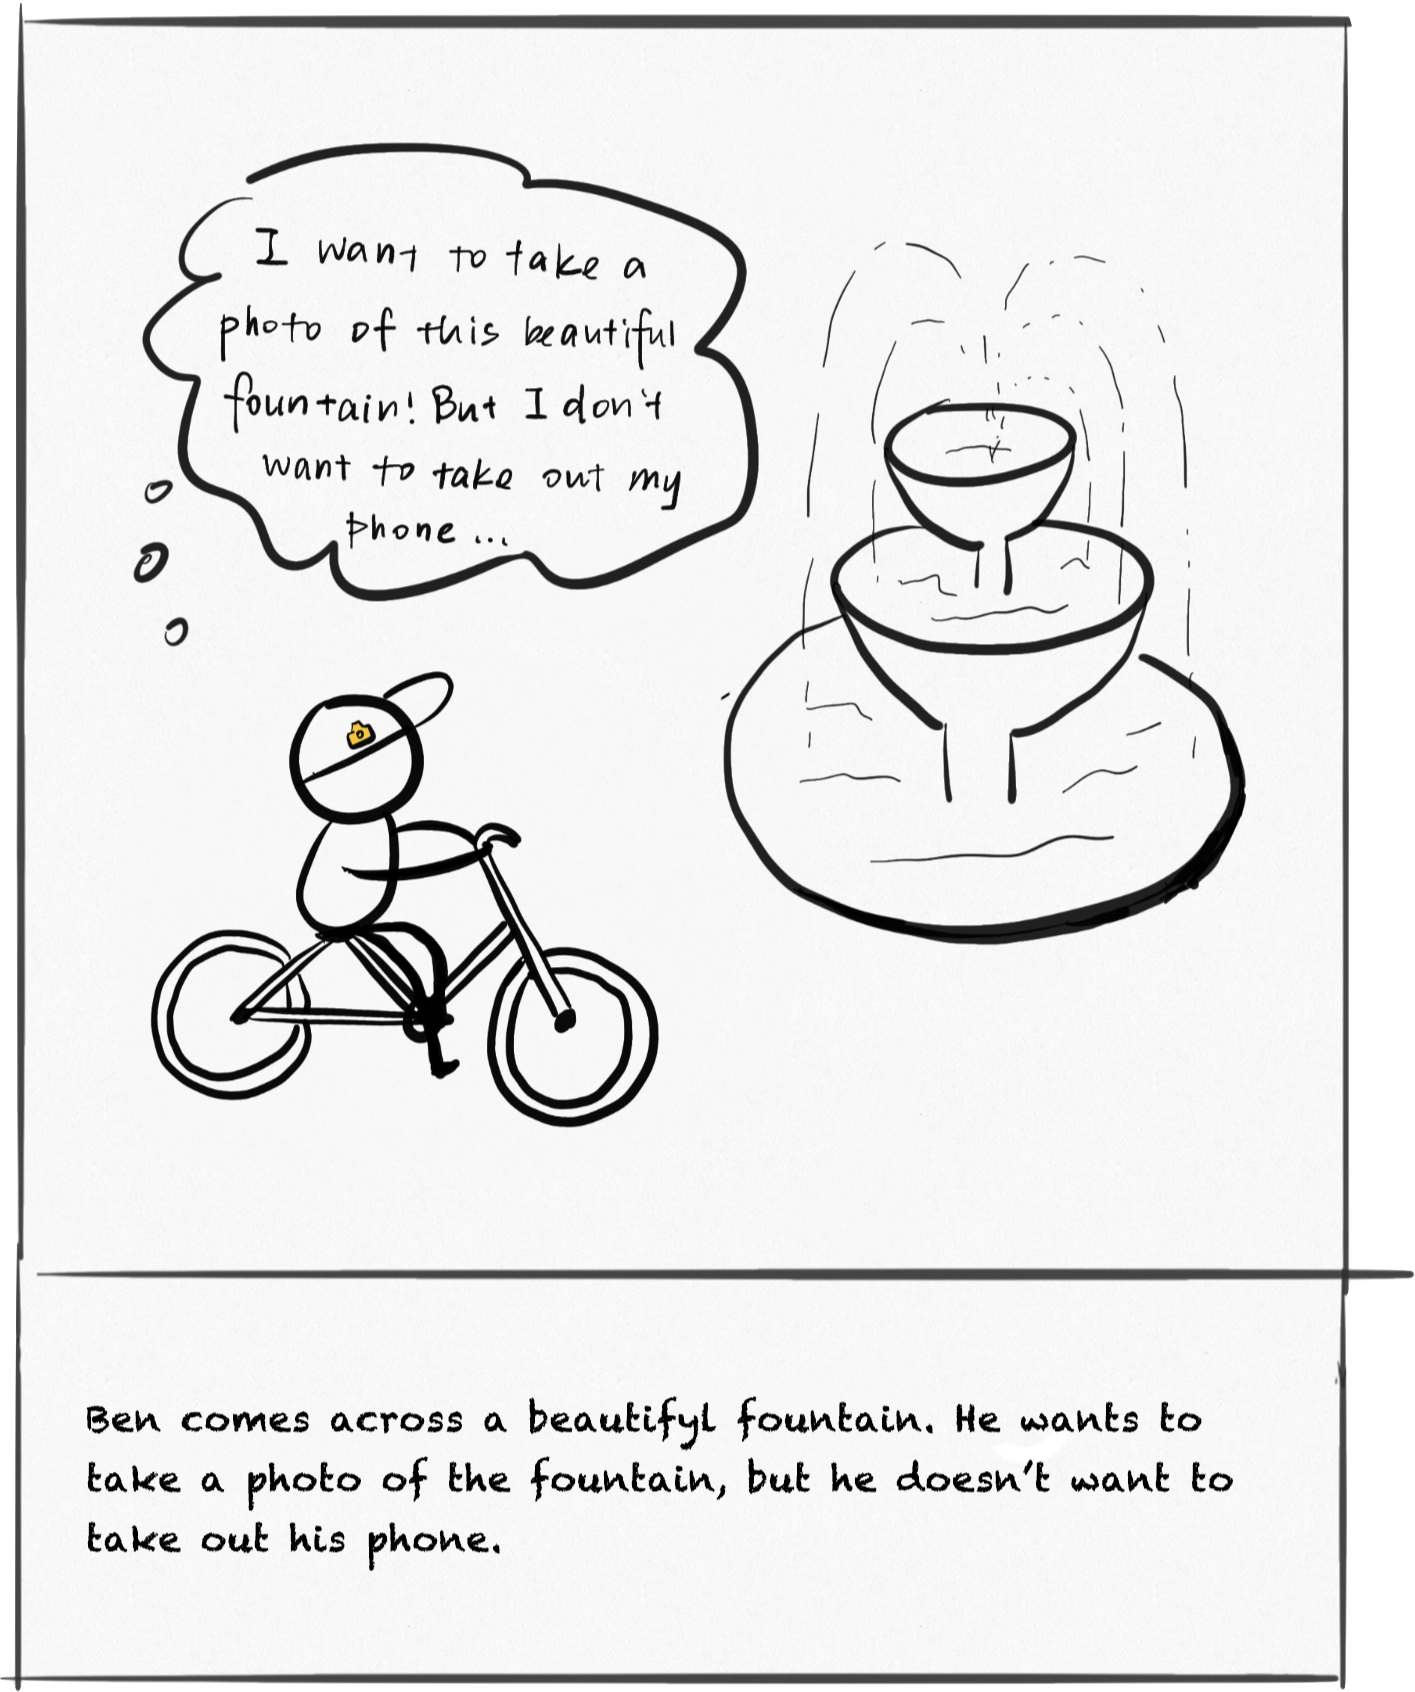 I want to take a
photo of this beautiful
fountain! But I don't
want to take out my
phone...
Ben comes across a beautifyl fountain. He wants to
take a photo of the fountain, but he doesn't want to
take out his phone.